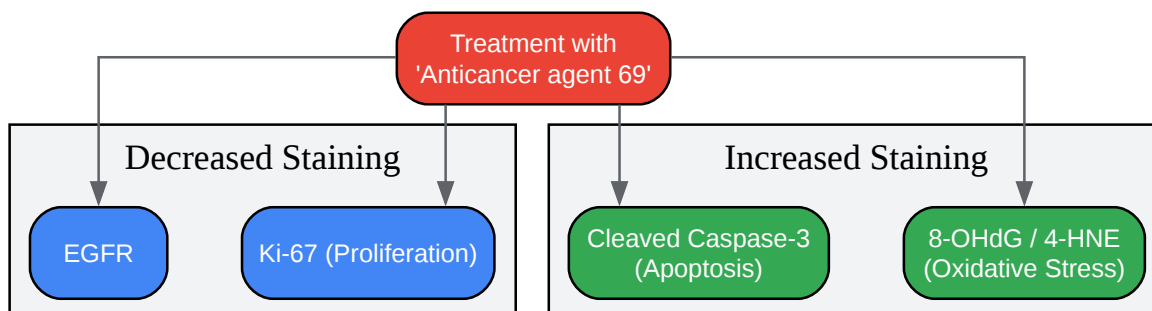 Treatment with
'Anticancer agent 69'
Decreased Staining
Increased Staining
EGFR
Ki-67 (Proliferation)
Cleaved Caspase-3
(Apoptosis)
8-OHdG / 4-HNE
(Oxidative Stress)